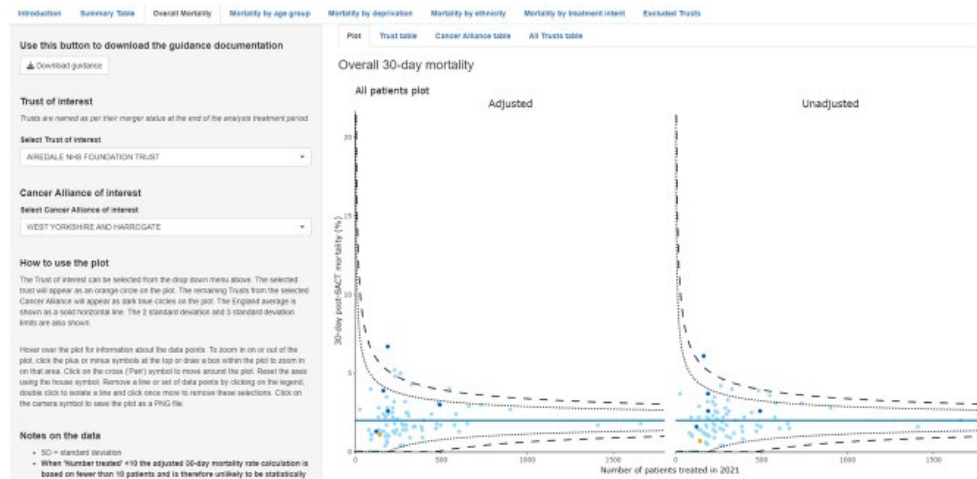 Introduction Summary Table Overall Mortality Mortality by age group Mortality by deprivation Mortality by ethnicity Mortality by treatment intent Excluded Trusts
Use this button to download the guidance documentation
Download guidance
Trust of interest
Trusts are named as per their merger status at the end of the analysis treatment period.
Select Trust of interest
AIREDALE NHS FOUNDATION TRUST
Cancer Alliance of interest
Select Cancer Alliance of interest
WEST YORKSHIRE AND HARROGATE
How to use the plot
The Trust of interest can be selected from the drop down menu above. The selected
trust will appear as an orange circle on the plot. The remaining Trusts from the selected
Cancer Alliance will appear as dark blue circles on the plot. The England average is
shown as a solid horizontal line. The 2 standard deviation and 3 standard deviation
limits are also shown.
Hover over the plot for information about the data points. To zoom in on or out of the
plot, click the plus or minus symbols at the top or draw a box within the plot to zoom in
on that area. Click on the cross ('Pan') symbol to move around the plot. Reset the axes
using the house symbol. Remove a line or set of data points by clicking on the legend,
double click to isolate a line and click once more to remove these selections. Click on
the camera symbol to save the plot as a PNG file.
Notes on the data
• SD = standard deviation
• When 'Number treated' <10 the adjusted 30-day mortality rate calculation is
based on fewer than 10 patients and is therefore unlikely to be statistically
Plot Trust table Cancer Alliance table All Trusts table
Overall 30-day mortality
All patients plot
Adjusted Unadjusted
30-day post-SACT mortality (%)
20
15
10
5
0
0 500 1000 1500 0 500 1000 1500
Number of patients treated in 2021